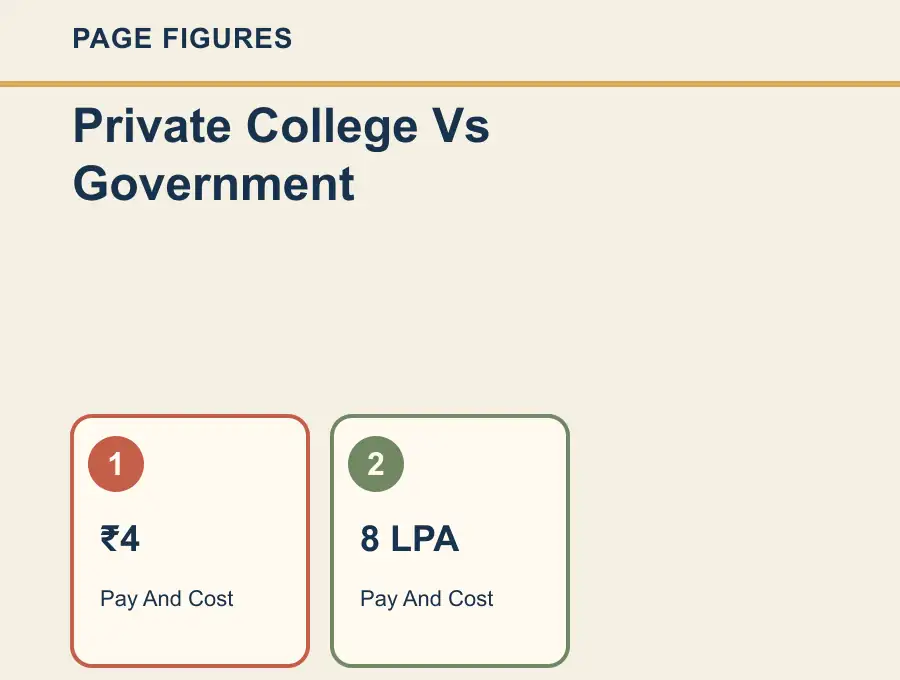 PAGE FIGURES
Private College Vs
Government
1
₹4
Pay And Cost
2
8 LPA
Pay And Cost